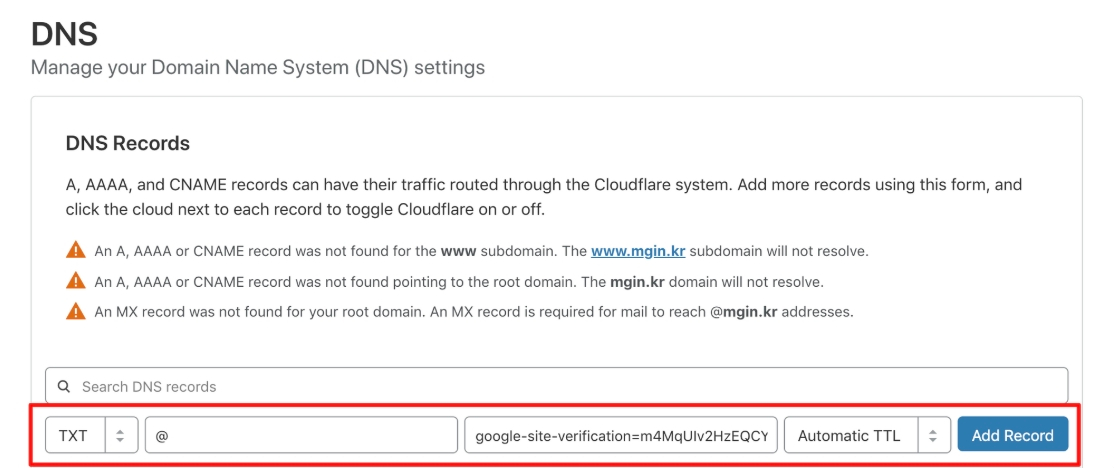 DNS
Manage your Domain Name System (DNS) settings
DNS Records
A, AAAA, and CNAME records can have their traffic routed through the Cloudflare system. Add more records using this form, and
click the cloud next to each record to toggle Cloudflare on or off.
An A, AAAA or CNAME record was not found for the www subdomain. The www.mgin.kr subdomain will not resolve.
An A, AAAA or CNAME record was not found pointing to the root domain. The mgin.kr domain will not resolve.
An MX record was not found for your root domain. An MX record is required for mail to reach @mgin.kr addresses.
Search DNS records
TXT @ google-site-verification=m4MqUIv2HzEQCY Automatic TTL Add Record